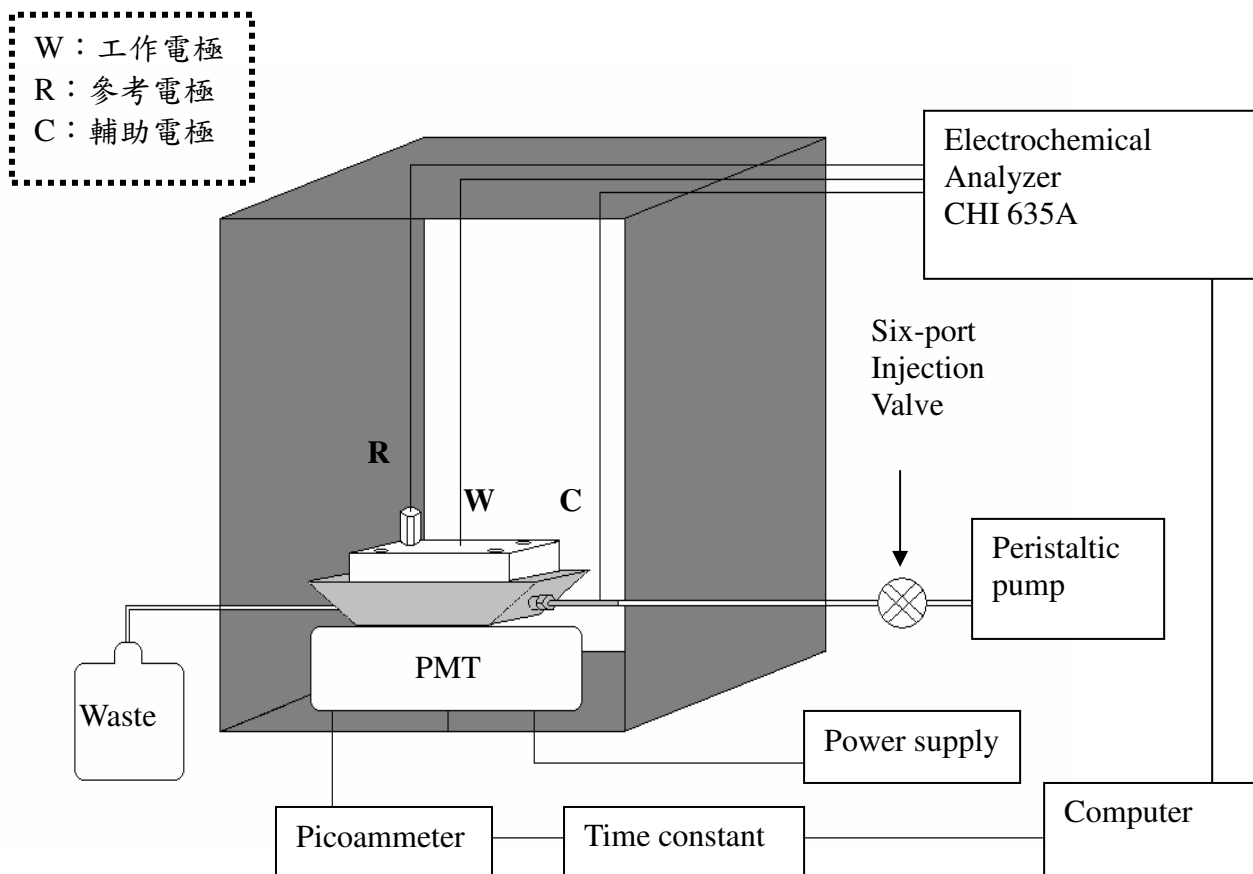 W：工作電極
R：參考電極
C：輔助電極
Electrochemical
Analyzer
CHI 635A
Six-port
Injection
Valve
R
W
C
Peristaltic
pump
PMT
Waste
Power supply
Picoammeter
Time constant
Computer